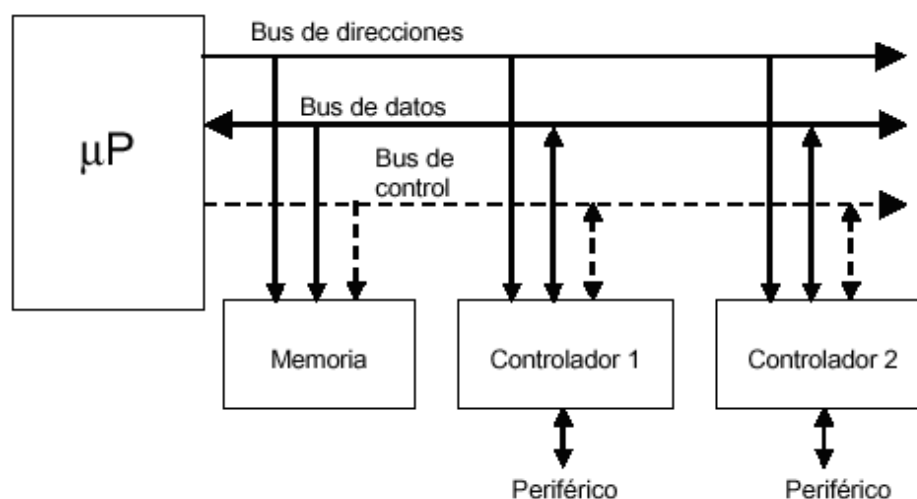 Bus de direcciones
Bus de datos
µP
Bus de
control
Memoria
Controlador 1
Controlador 2
Periférico
Periférico